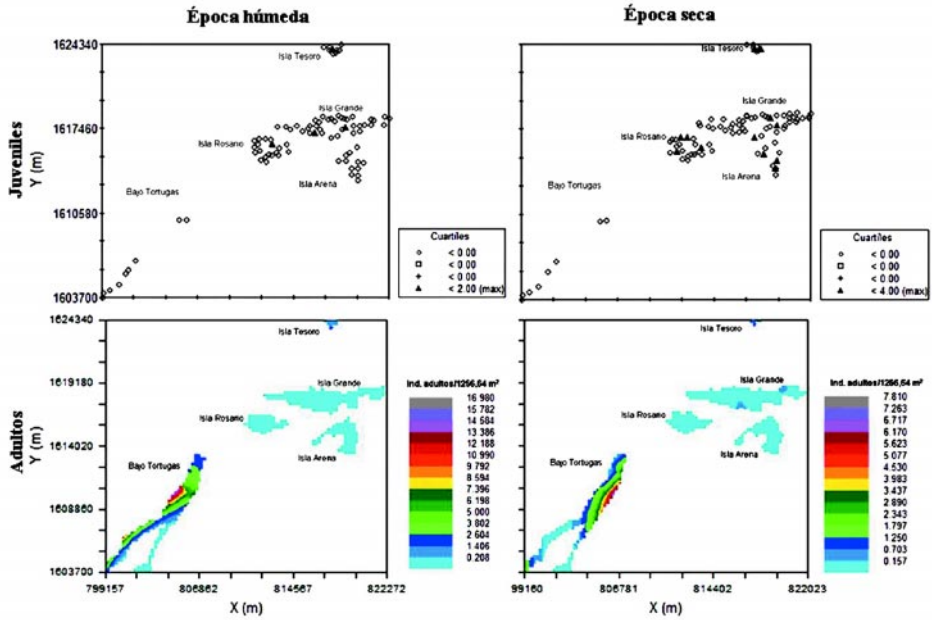 Época húmeda
Época seca
Juveniles
Y (m)
1624340
1617460
1610580
1603700
Isla Tesoro
Isla Grande
Isla Rosario
Isla Arena
Bajo Tortugas
Cuartiles
< 0.00
< 0.00
< 0.00
< 2.00 (max)
Isla Tesoro
Isla Grande
Isla Rosario
Isla Arena
Bajo Tortugas
Cuartiles
< 0.00
< 0.00
< 0.00
< 4.00 (max)
Adultos
Y (m)
1624340
1619180
1614020
1608860
1603700
799157
806862
814567
822272
X (m)
Isla Tesoro
Isla Grande
Isla Rosario
Isla Arena
Bajo Tortugas
Ind. adultos/1256,64 m²
16 980
15 782
14 584
13 386
12 188
10 990
9 792
8 594
7 396
6 198
5 000
3 802
2 604
1 406
0 208
Isla Tesoro
Isla Grande
Isla Rosario
Isla Arena
Bajo Tortugas
99160
806781
814402
822023
X (m)
Ind. adultos/1256,64 m²
7.810
7.263
6.717
6.170
5.623
5.077
4.530
3.983
3.437
2.890
2.343
1.797
1.250
0.703
0.157